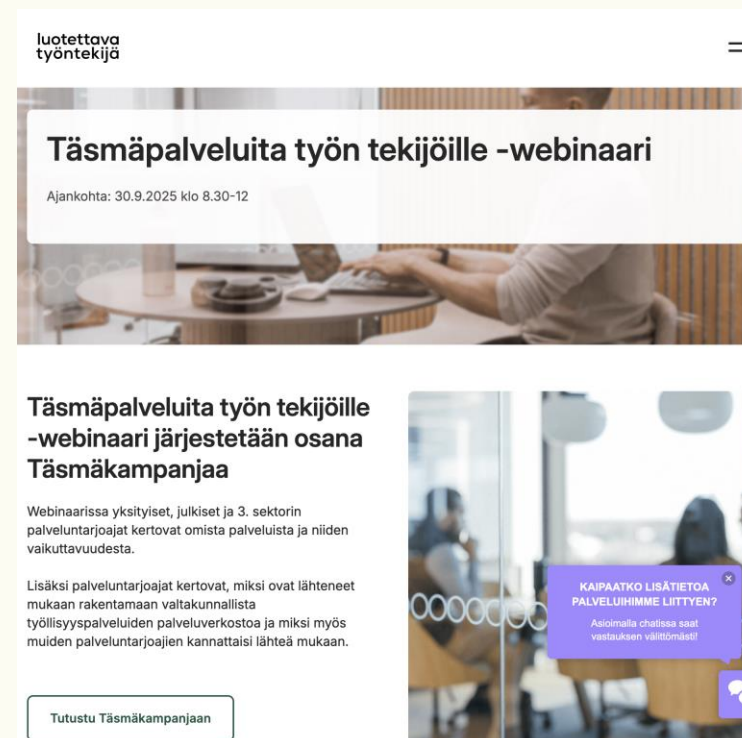 luotettava
työntekijä
Täsmäpalveluita työn tekijöille -webinaari
Ajankohta: 30.9.2025 klo 8.30-12
Täsmäpalveluita työn tekijöille
-webinaari järjestetään osana
Täsmäkampanjaa
Webinaarissa yksityiset, julkiset ja 3. sektorin
palveluntarjoajat kertovat omista palveluista ja niiden
vaikuttavuudesta.
Lisäksi palveluntarjoajat kertovat, miksi ovat lähteneet
mukaan rakentamaan valtakunnallista
työllisyyspalveluiden palveluverkostoa ja miksi myös
muiden palveluntarjoajien kannattaisi lähteä mukaan.
Tutustu Täsmäkampanjaan
KAIPAATKO LISÄTIETOA
PALVELUIHIMME LIITTYEN?
Asioimalla chatissa saat
vastauksen välittömästi!